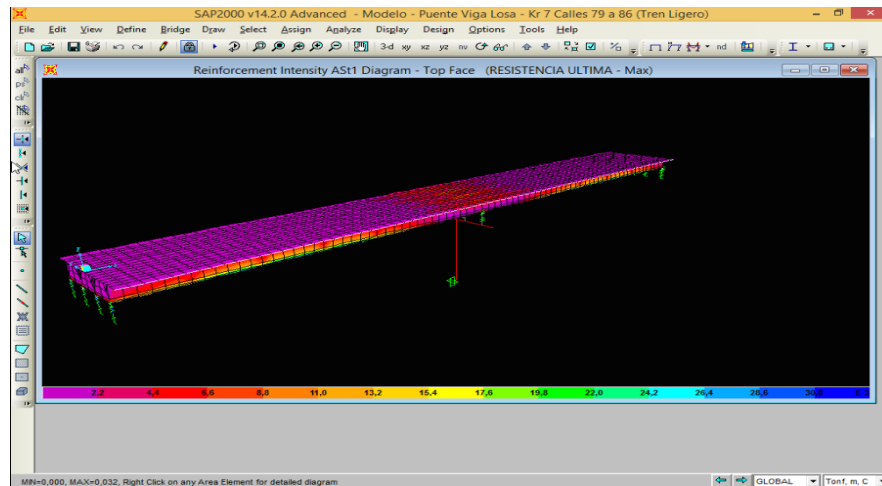 SAP2000 v14.2.0 Advanced - Modelo - Puente Viga Losa - Kr 7 Calles 79 a 86 (Tren Ligero)
File Edit View Define Bridge Draw Select Assign Analyze Display Design Options Tools Help
3-d xy xz yz nv nd
Reinforcement Intensity ASt1 Diagram - Top Face (RESISTENCIA ULTIMA - Max)
all
ps
clr
2,2 4,4 6,6 8,8 11,0 13,2 15,4 17,6 19,8 22,0 24,2 26,4 28,6 30,8
MIN=0,000, MAX=0,032, Right Click on any Area Element for detailed diagram GLOBAL Tonf, m, C